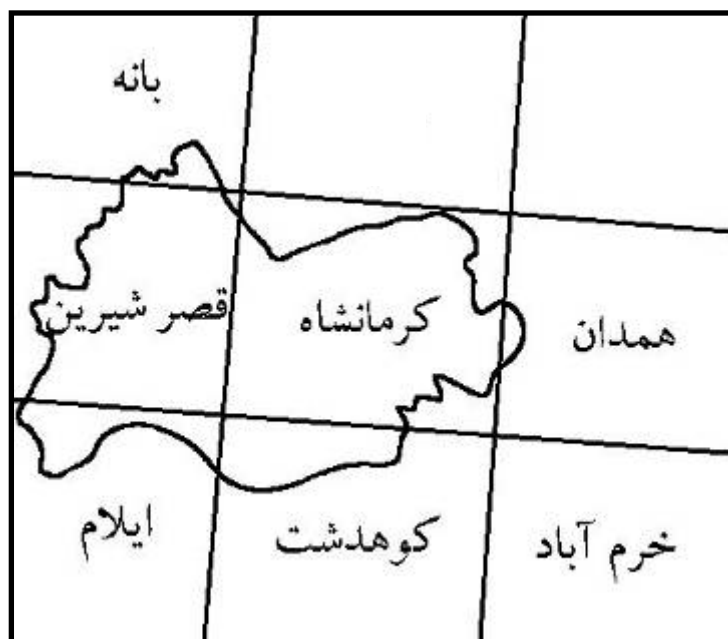 بانه
قصر شیرین
کرمانشاه
همدان
ایلام
کوهدشت
خرم آباد